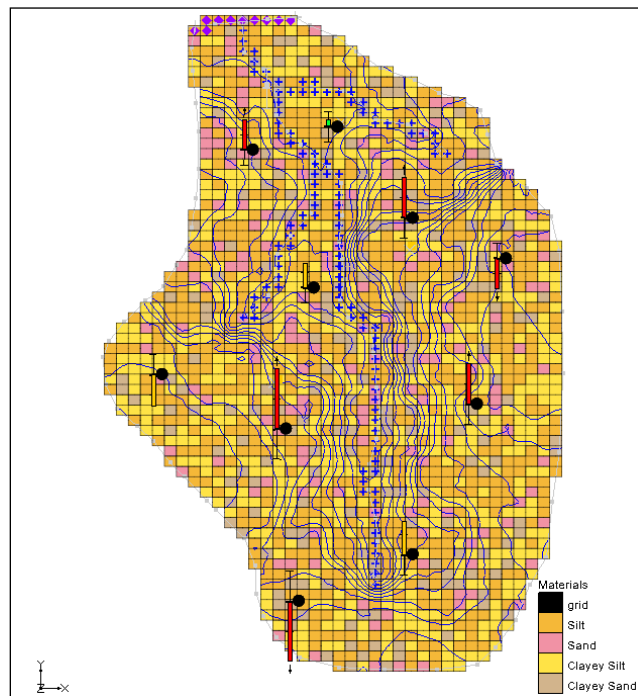 Materials
grid
Silt
Sand
Clayey Silt
Clayey Sand
Y
Z
X